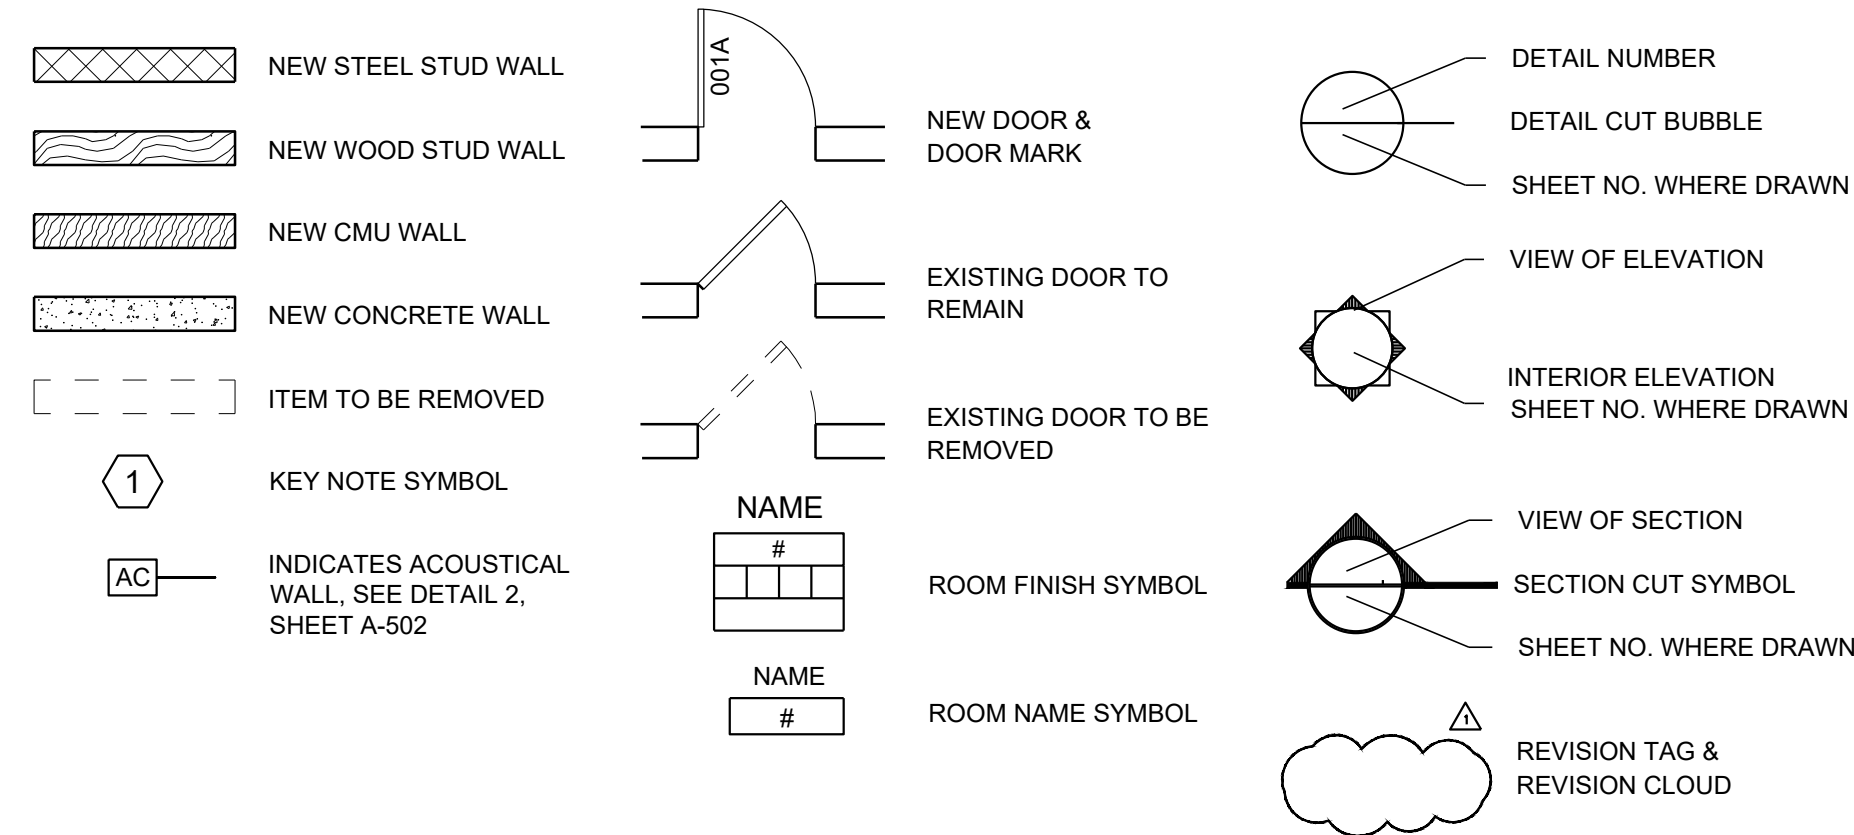 NEW STEEL STUD WALL
NEW WOOD STUD WALL
NEW CMU WALL
NEW CONCRETE WALL
ITEM TO BE REMOVED
1
KEY NOTE SYMBOL
AC
INDICATES ACOUSTICAL
WALL, SEE DETAIL 2,
SHEET A-502
001A
NEW DOOR &
DOOR MARK
EXISTING DOOR TO
REMAIN
EXISTING DOOR TO BE
REMOVED
NAME
#
ROOM FINISH SYMBOL
NAME
#
ROOM NAME SYMBOL
DETAIL NUMBER
DETAIL CUT BUBBLE
SHEET NO. WHERE DRAWN
VIEW OF ELEVATION
INTERIOR ELEVATION
SHEET NO. WHERE DRAWN
VIEW OF SECTION
SECTION CUT SYMBOL
SHEET NO. WHERE DRAWN
1
REVISION TAG &
REVISION CLOUD